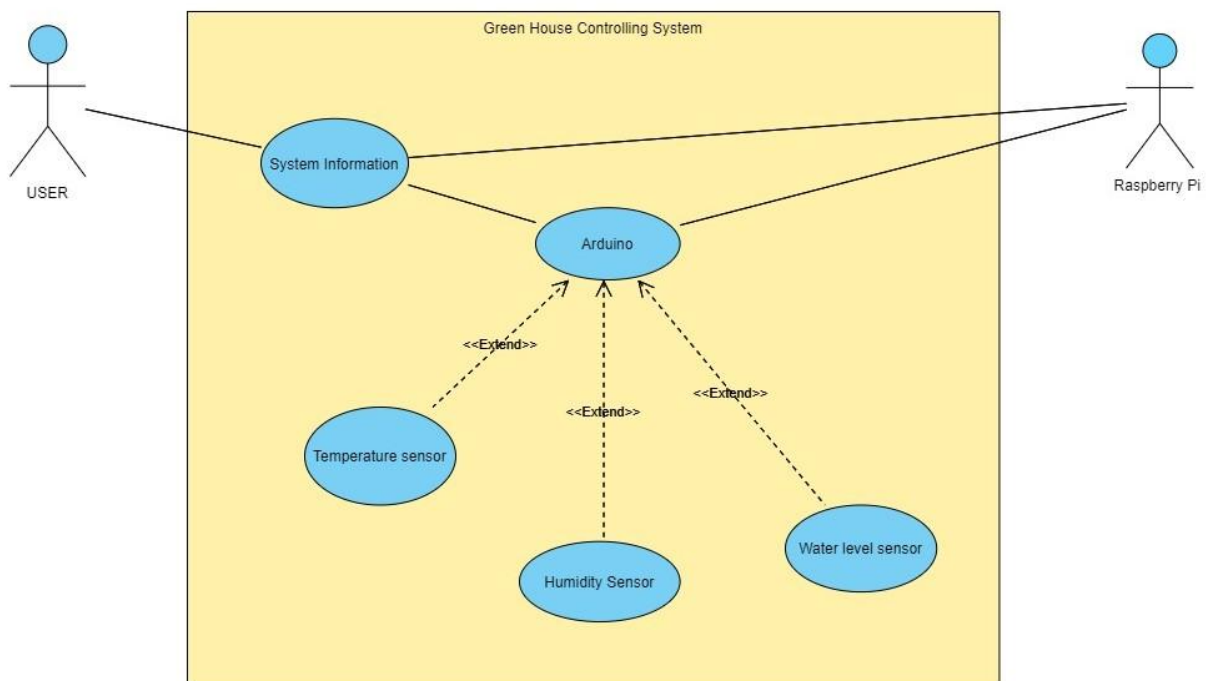 Green House Controlling System
USER
System Information
Raspberry Pi
Arduino
<<Extend>>
<<Extend>>
<<Extend>>
Temperature sensor
Humidity Sensor
Water level sensor